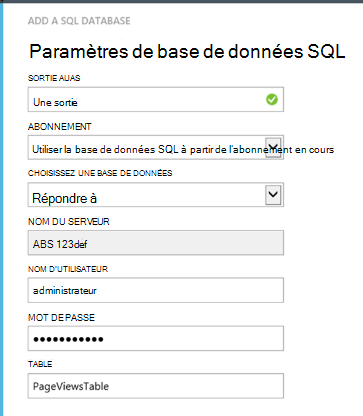 ADD A SQL DATABASE
Paramètres de base de données SQL
SORTIE AUAS
Une sortie
ABONNEMENT
Utiliser la base de données SQL à partir de l'abonnement en cours
CHOISISSEZ UNE BASE DE DONNÉES
Répondre à
NOM DU SERVEUR
ABS 123def
NOM D'UTILISATEUR
administrateur
MOT DE PASSE
●●●●●●●●●●●
TABLE
PageViewsTable